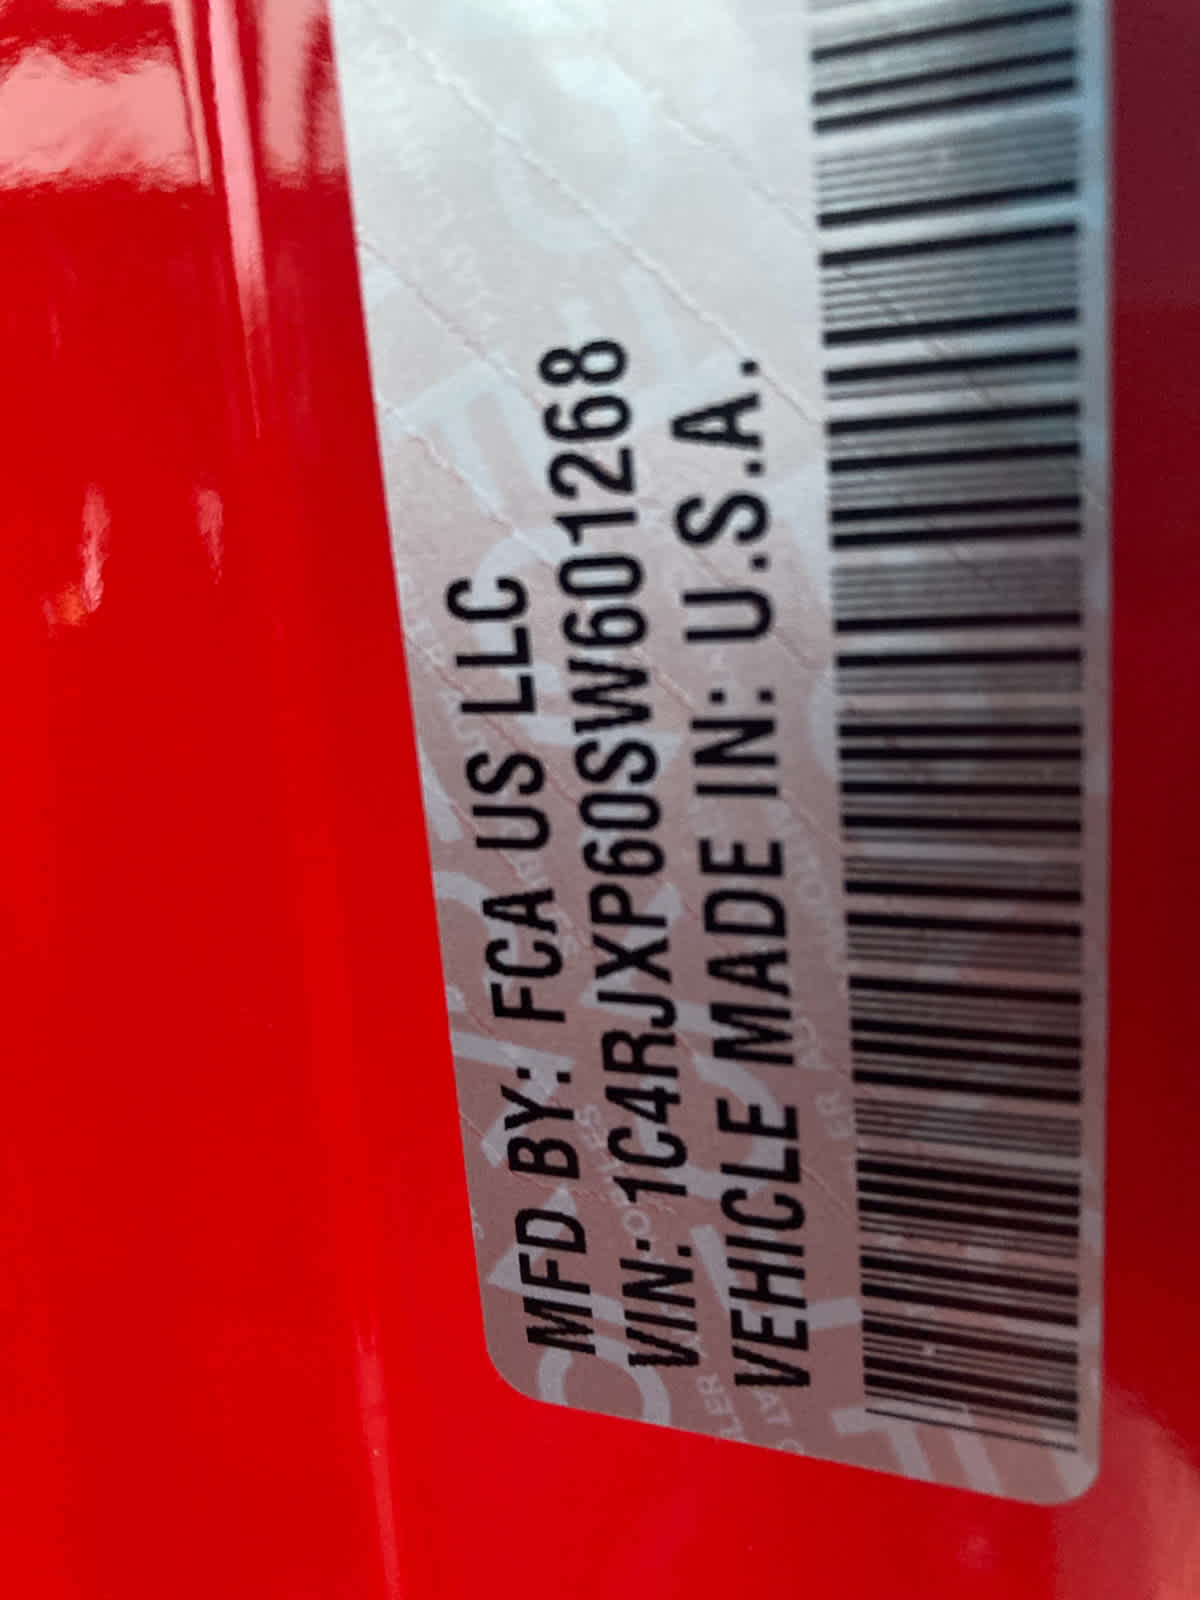 MFD BY: FCA US LLC
VIN: 1C4RJXP60SW601268
VEHICLE MADE IN: U.S.A.